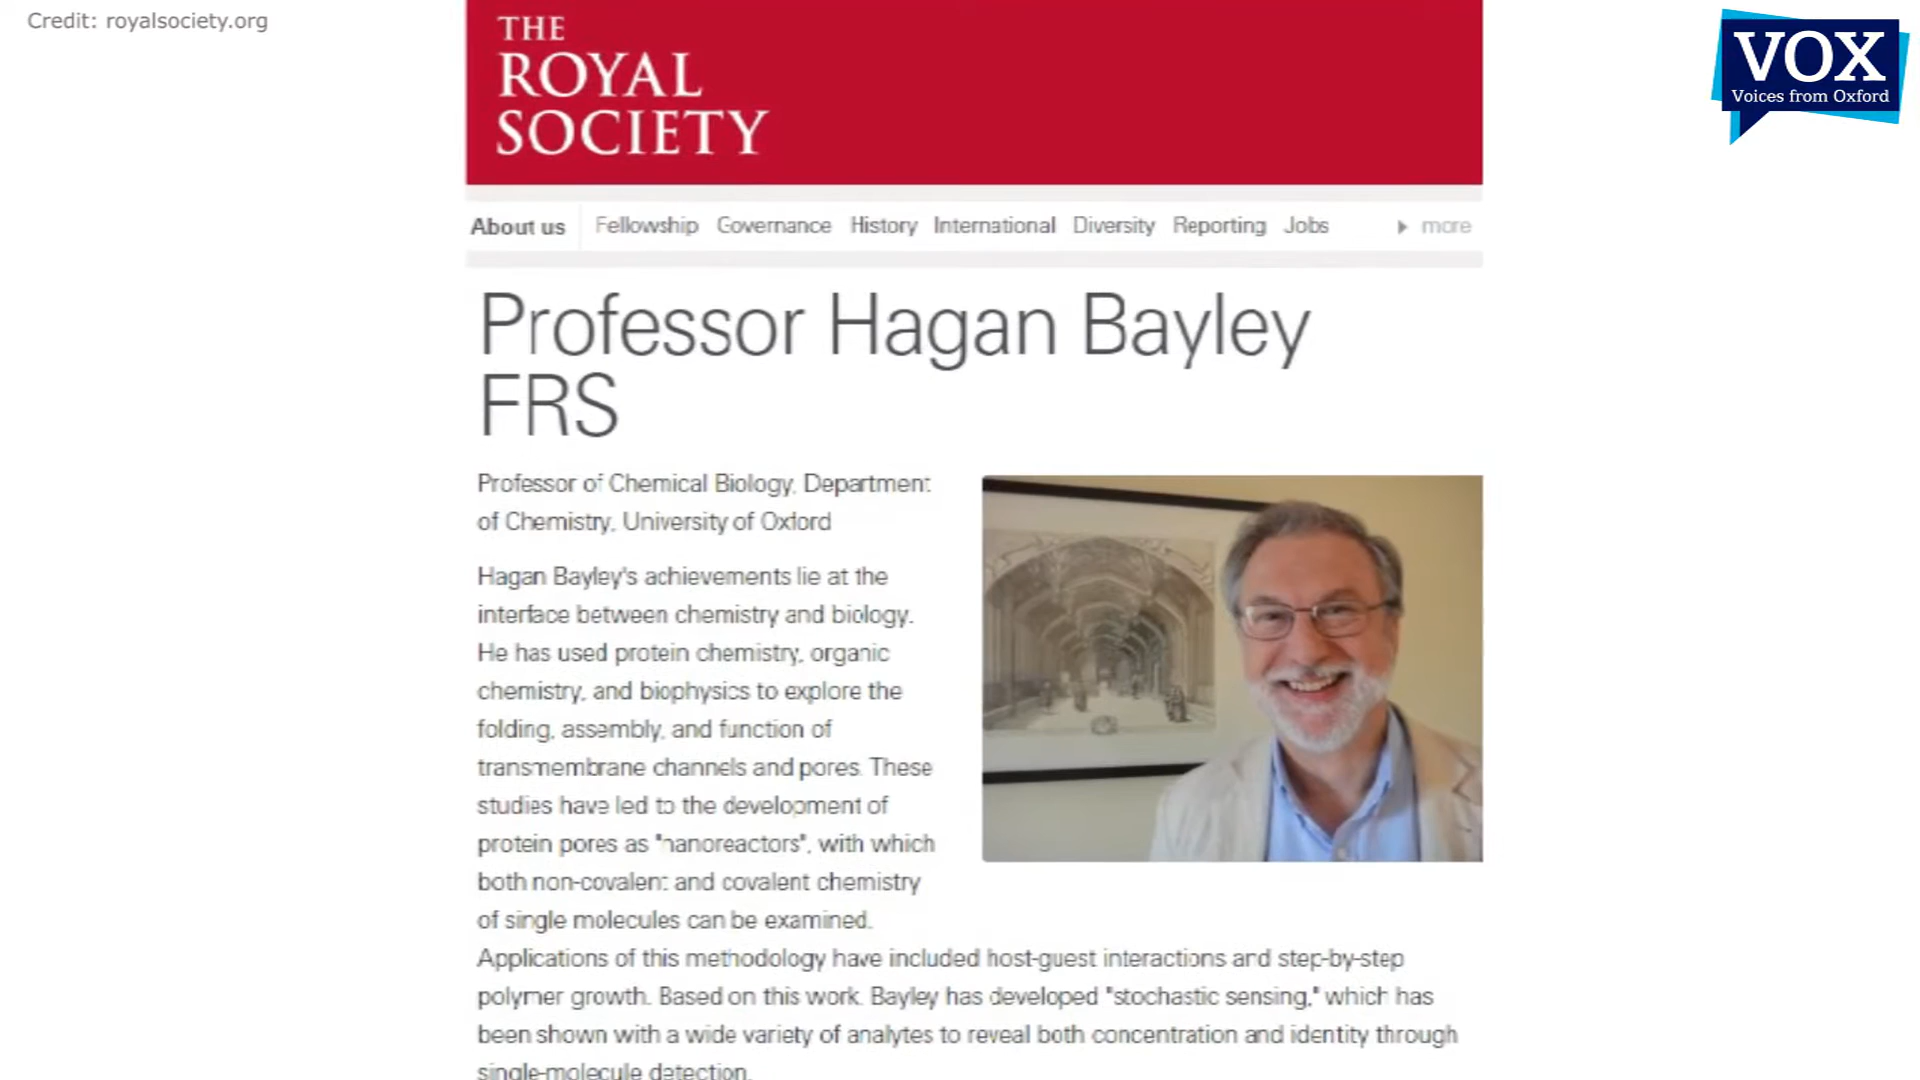 Credit: royalsociety.org
THE
ROYAL
SOCIETY
VOX
Voices from Oxford
About us Fellowship Governance History International Diversity Reporting Jobs more
Professor Hagan Bayley
FRS
Professor of Chemical Biology, Department
of Chemistry, University of Oxford
Hagan Bayley's achievements lie at the
interface between chemistry and biology.
He has used protein chemistry, organic
chemistry, and biophysics to explore the
folding, assembly, and function of
transmembrane channels and pores. These
studies have led to the development of
protein pores as "nanoreactors", with which
both non-covalent and covalent chemistry
of single molecules can be examined.
Applications of this methodology have included host-guest interactions and step-by-step
polymer growth. Based on this work, Bayley has developed "stochastic sensing," which has
been shown with a wide variety of analytes to reveal both concentration and identity through
single-molecule detection.